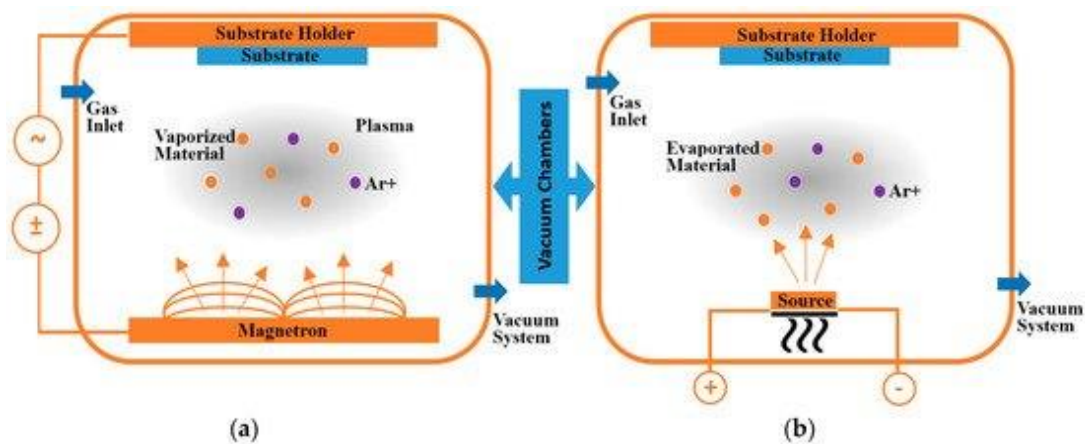 Substrate Holder
Substrate
Gas
Inlet
Vaporized
Material
Plasma
Ar+
~
±
Magnetron
Vacuum
System
(a)
Vacuum Chambers
Substrate Holder
Substrate
Gas
Inlet
Evaporated
Material
Ar+
Source
Vacuum
System
+
-
(b)